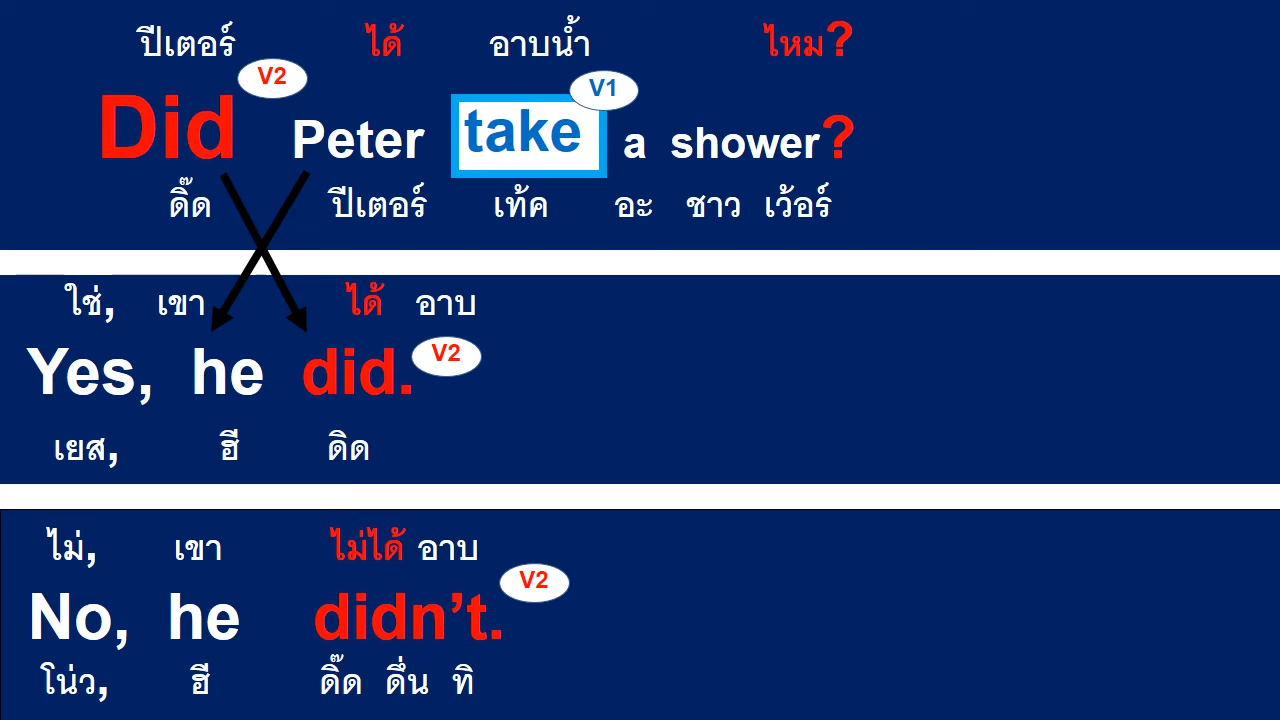 ปีเตอร์ ได้ อาบน้ำ ไหม?
V2 V1
Did Peter take a shower?
ดิ๊ด ปีเตอร์ เท้ค อะ ชาว เว้อร์
ใช่, เขา ได้ อาบ
Yes, he did. V2
เยส, ฮี ดิด
ไม่, เขา ไม่ได้ อาบ
No, he didn’t. V2
โน่ว, ฮี ดิ๊ด ดึ่น ทิ